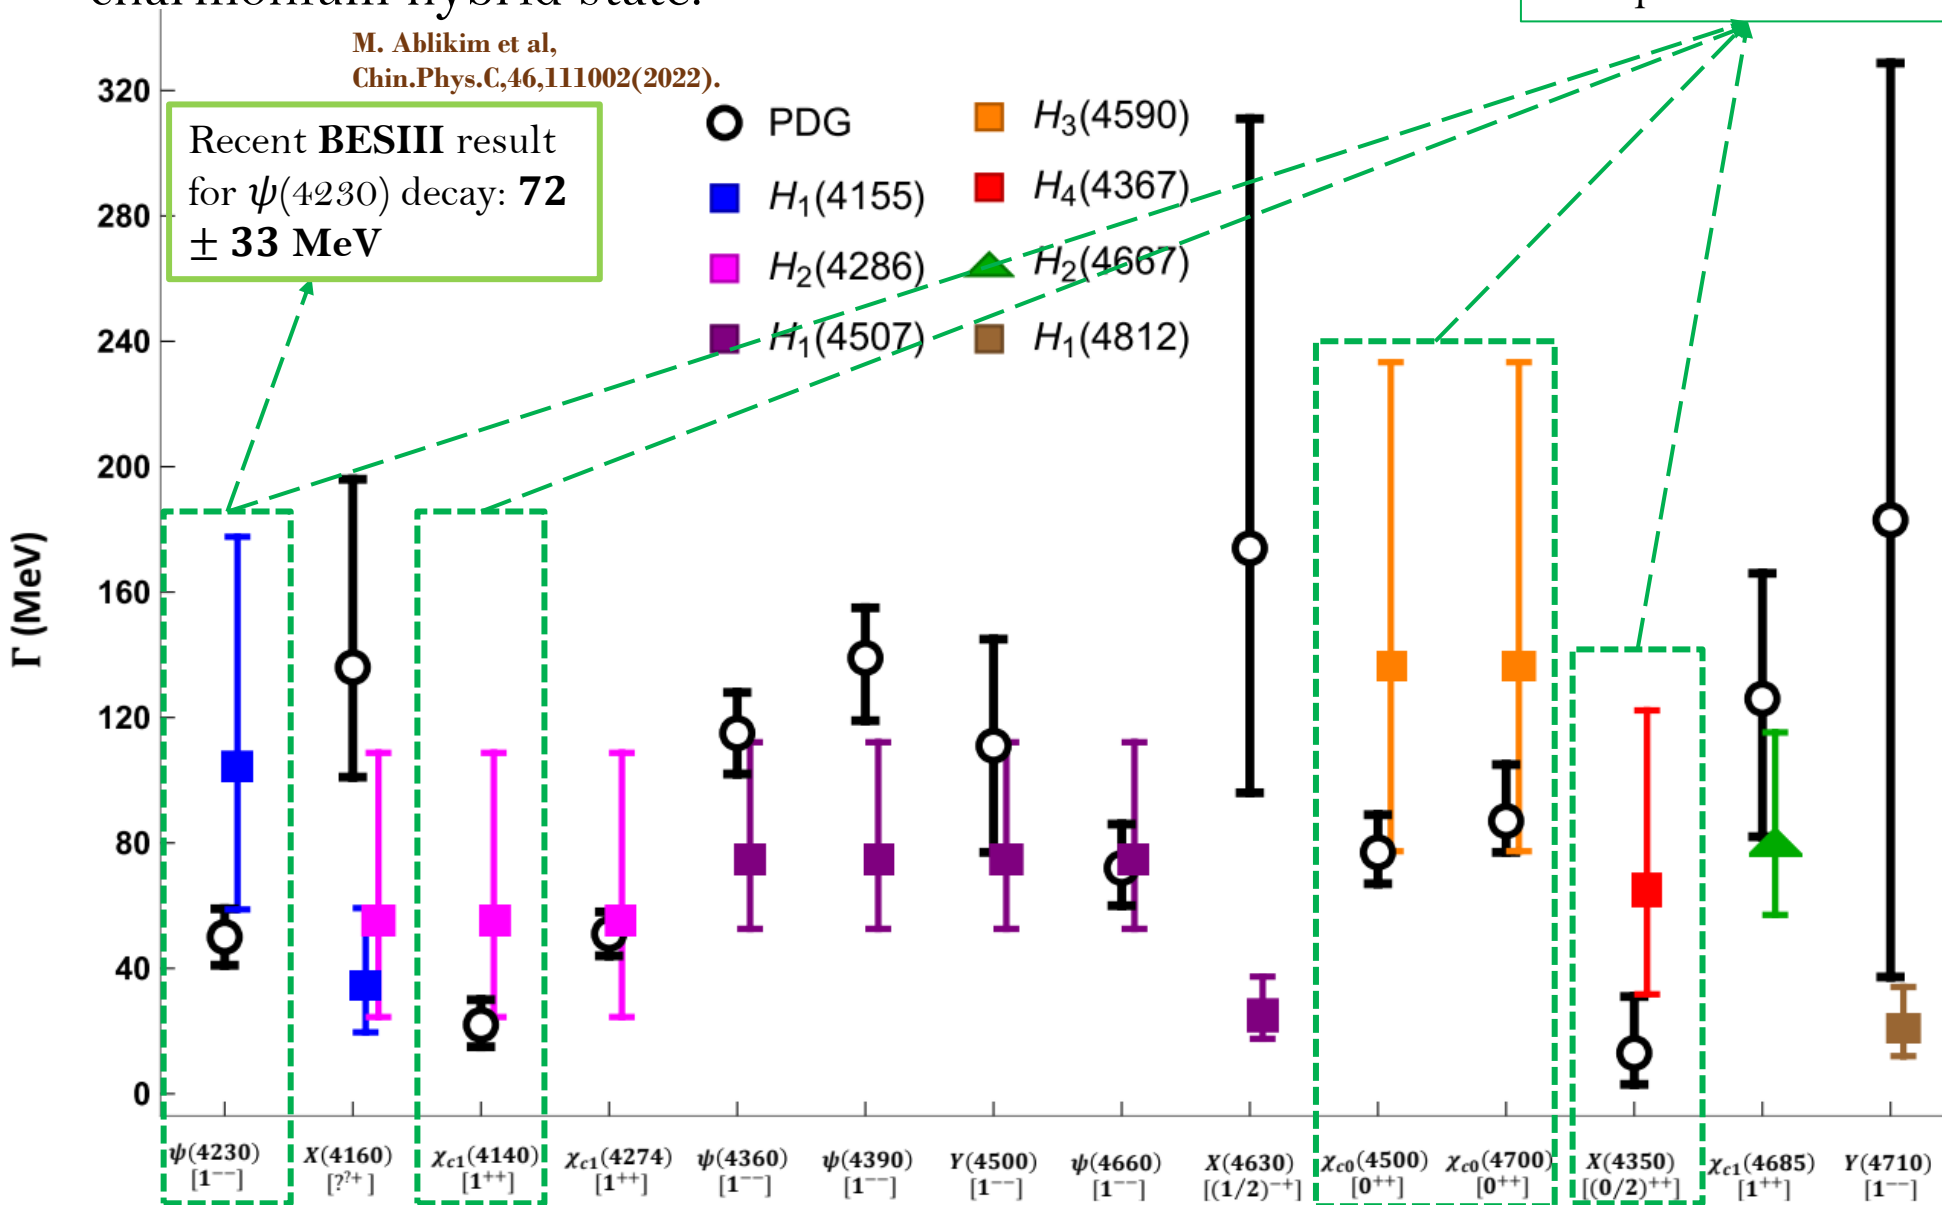 charmonium hybrid state.
M. Ablikim et al,
Chin.Phys.C,46,111002(2022).
Recent BESIII result
for ψ(4230) decay: 72
± 33 MeV
PDG
H1(4155)
H2(4286)
H1(4507)
H3(4590)
H4(4367)
H2(4667)
H1(4812)
Γ (MeV)
320
280
240
200
160
120
80
40
0
ψ(4230)
[1−−]
X(4160)
[??+]
χc1(4140)
[1++]
χc1(4274)
[1++]
ψ(4360)
[1−−]
ψ(4390)
[1−−]
Y(4500)
[1−−]
ψ(4660)
[1−−]
X(4630)
[(1/2)−+]
χc0(4500)
[0++]
χc0(4700)
[0++]
X(4350)
[(0/2)++]
χc1(4685)
[1++]
Y(4710)
[1−−]